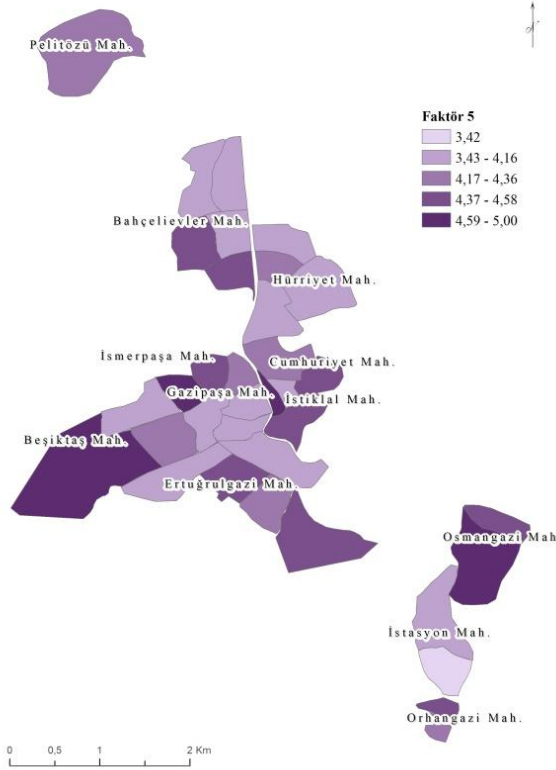 Pelitözü Mah.
Faktör 5
3,42
3,43 - 4,16
4,17 - 4,36
4,37 - 4,58
4,59 - 5,00
Bahçelievler Mah.
Hürriyet Mah.
İsmerpaşa Mah.
Cumhuriyet Mah.
Gazipaşa Mah.
İstiklal Mah.
Beşiktaş Mah.
Ertuğrulgazi Mah.
Osmangazi Mah
İstasyon Mah.
Orhangazi Mah.
0 0,5 1 2 Km